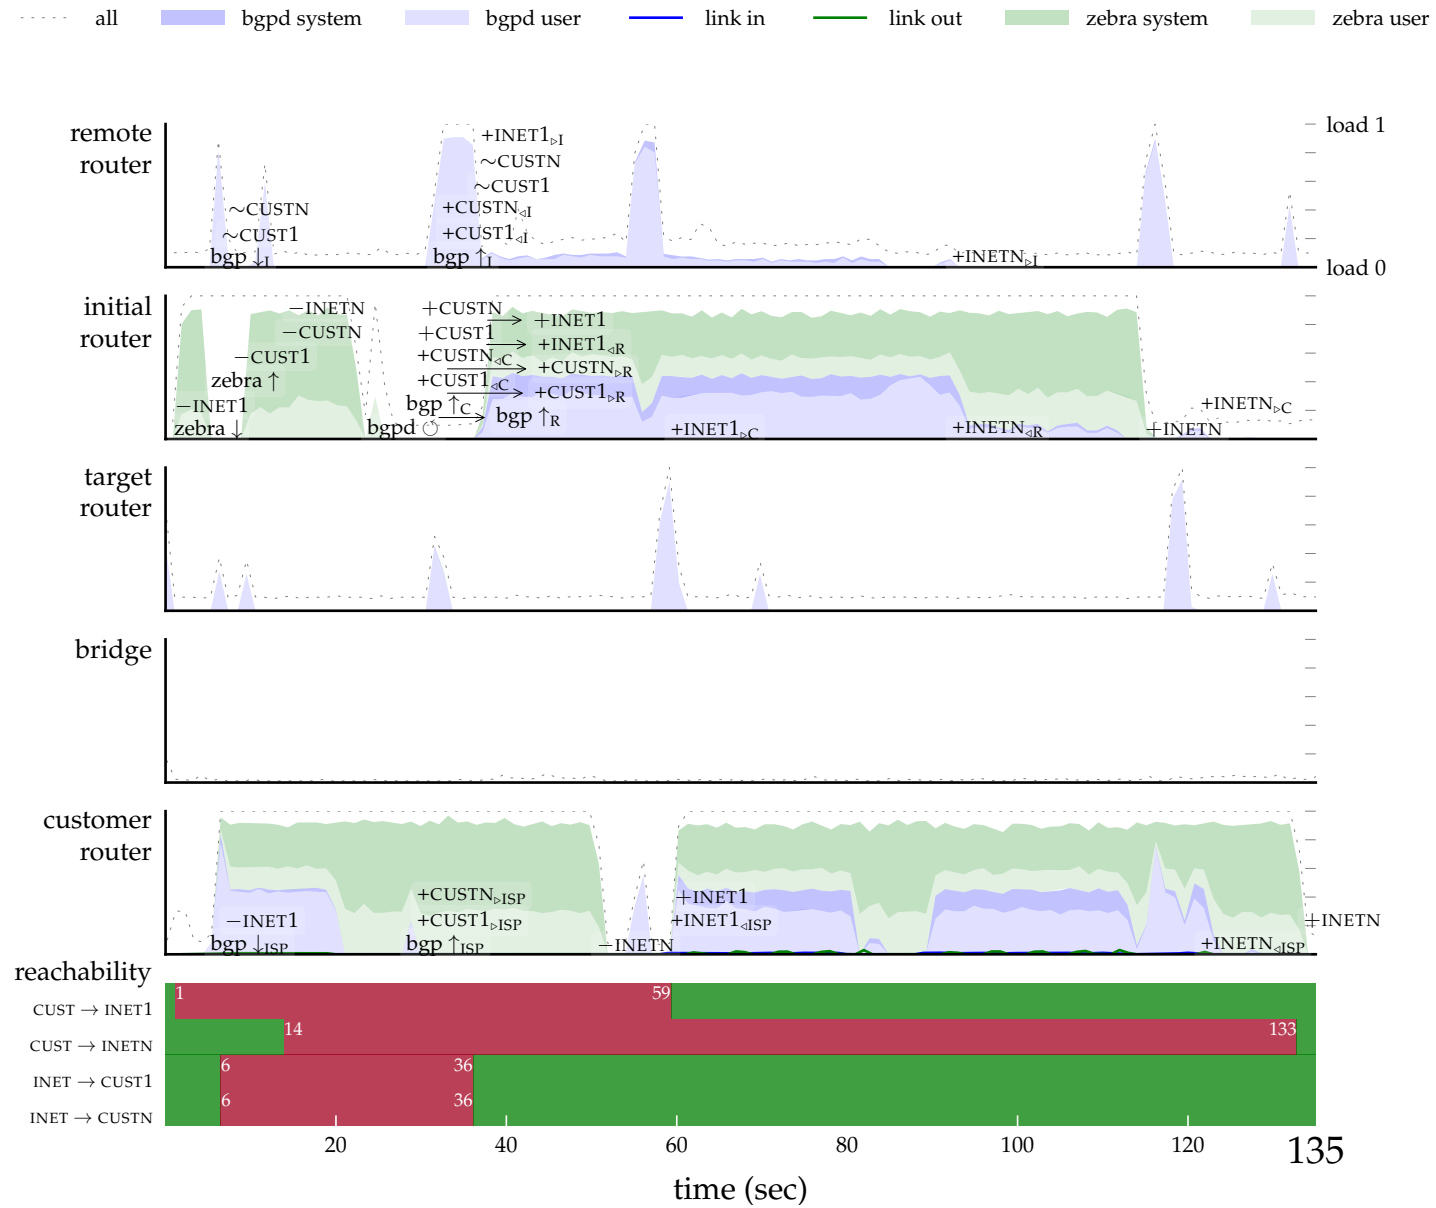 all bgpd system bgpd user link in link out zebra system zebra user
remote router
load 1
load 0
+INET1▹I
∼CUSTN
∼CUST1
+CUSTN◃I
+CUST1◃I
bgp ↑I
∼CUSTN
∼CUST1
bgp ↓I
+INETN▹I
initial router
−INETN
−CUSTN
−CUST1
zebra ↑
−INET1
zebra ↓
bgpd ↻
+CUSTN
+CUST1
+CUSTN◃C
+CUST1◃C
bgp ↑C
+INET1
+INET1◃R
+CUSTN▹R
+CUST1▹R
bgp ↑R
+INET1▹C
+INETN◃R
+INETN
+INETN▹C
target router
bridge
customer router
−INET1
bgp ↓ISP
+CUSTN▹ISP
+CUST1▹ISP
bgp ↑ISP
−INETN
+INET1
+INET1◃ISP
+INETN◃ISP
+INETN
reachability
CUST → INET1
1 59
CUST → INETN
14 133
INET → CUST1
6 36
INET → CUSTN
6 36
20 40 60 80 100 120 135
time (sec)